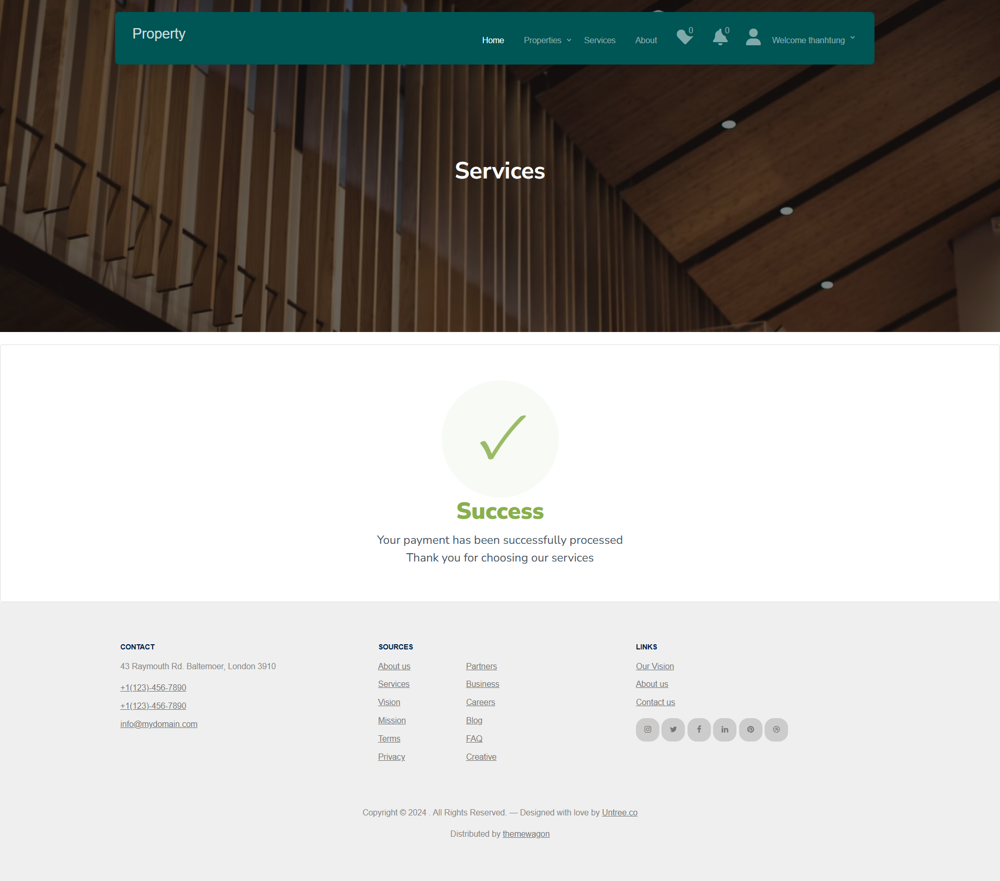 Property
Home
Properties
Services
About
0
0
Welcome thanhtung
Services
Success
Your payment has been successfully processed
Thank you for choosing our services
CONTACT
43 Raymouth Rd. Baltemoer, London 3910
+1(123)-456-7890
+1(123)-456-7890
info@mydomain.com
SOURCES
About us
Services
Vision
Mission
Terms
Privacy
Partners
Business
Careers
Blog
FAQ
Creative
LINKS
Our Vision
About us
Contact us
Copyright © 2024 . All Rights Reserved. — Designed with love by Untree.co
Distributed by themewagon